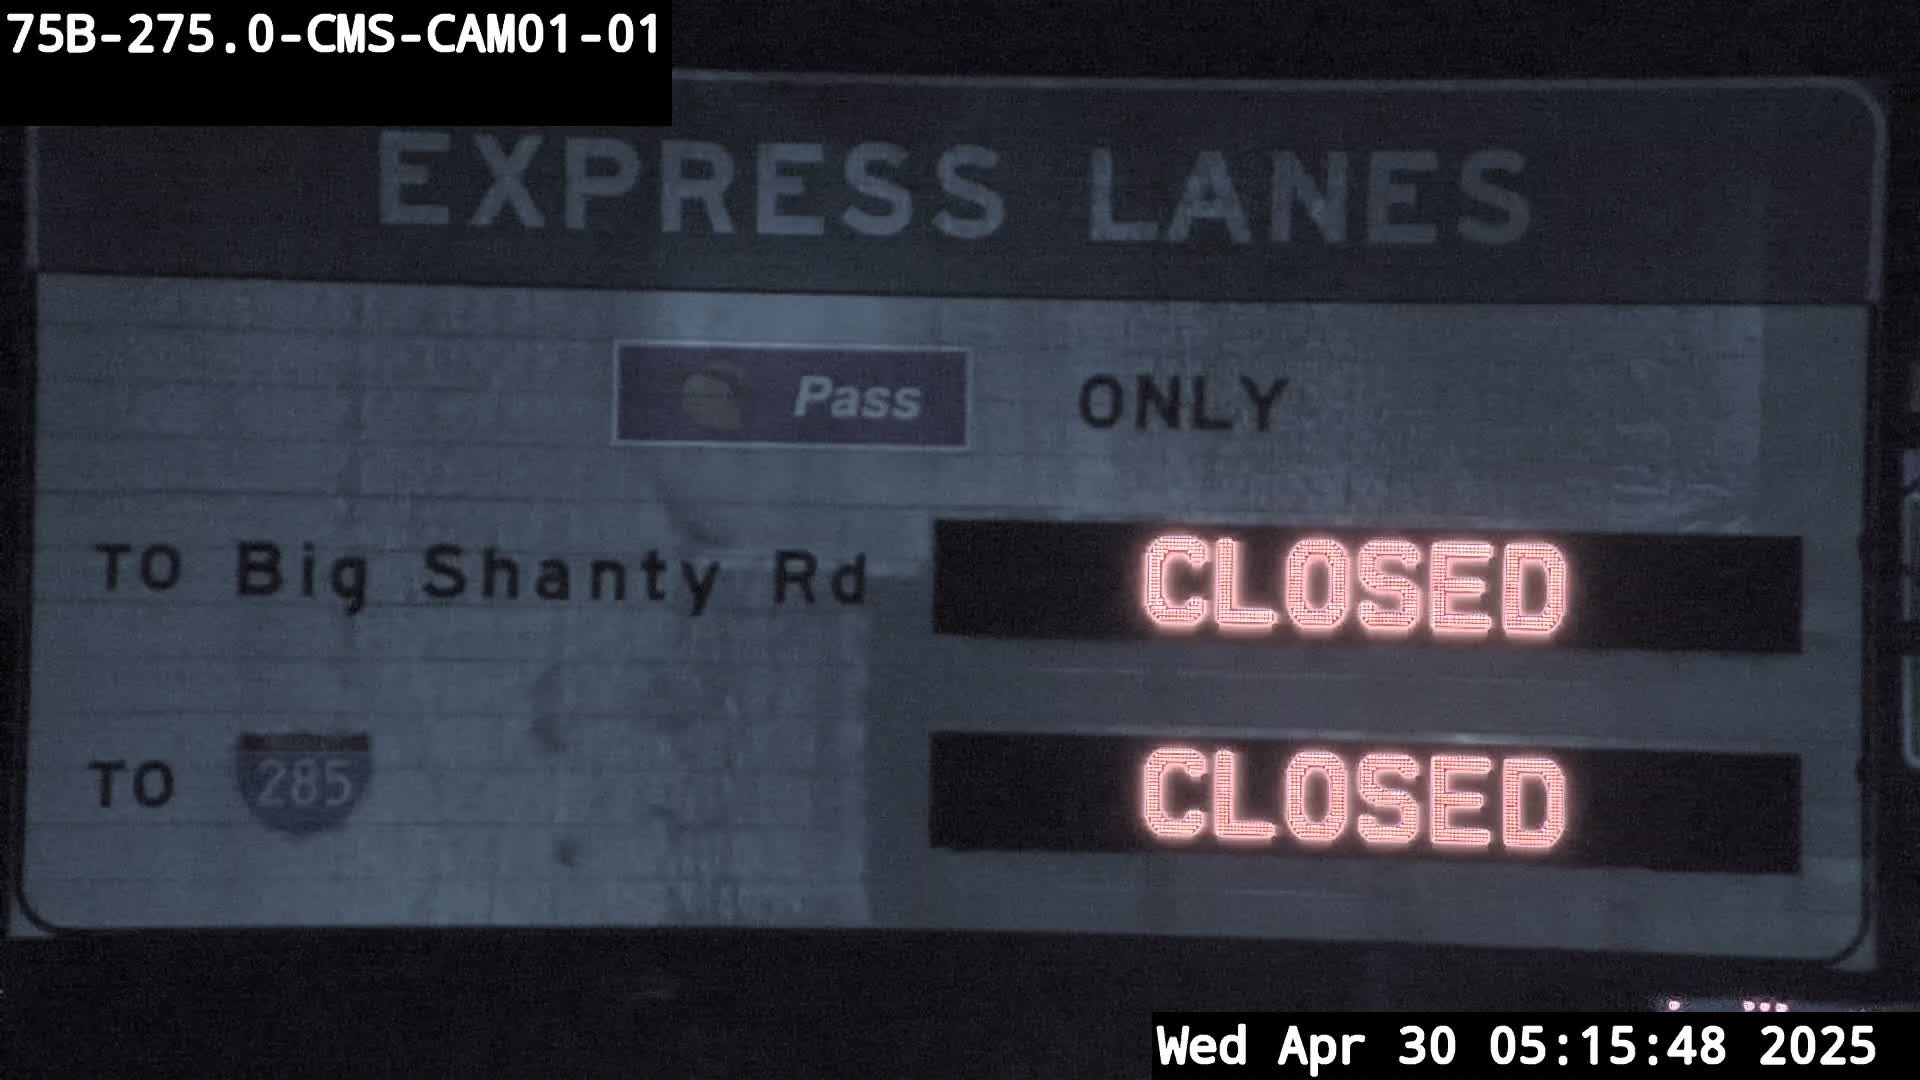 75B-275.0-CMS-CAM01-01
EXPRESS LANES
Pass ONLY
TO Big Shanty Rd CLOSED
TO 285 CLOSED
Wed Apr 30 05:15:48 2025